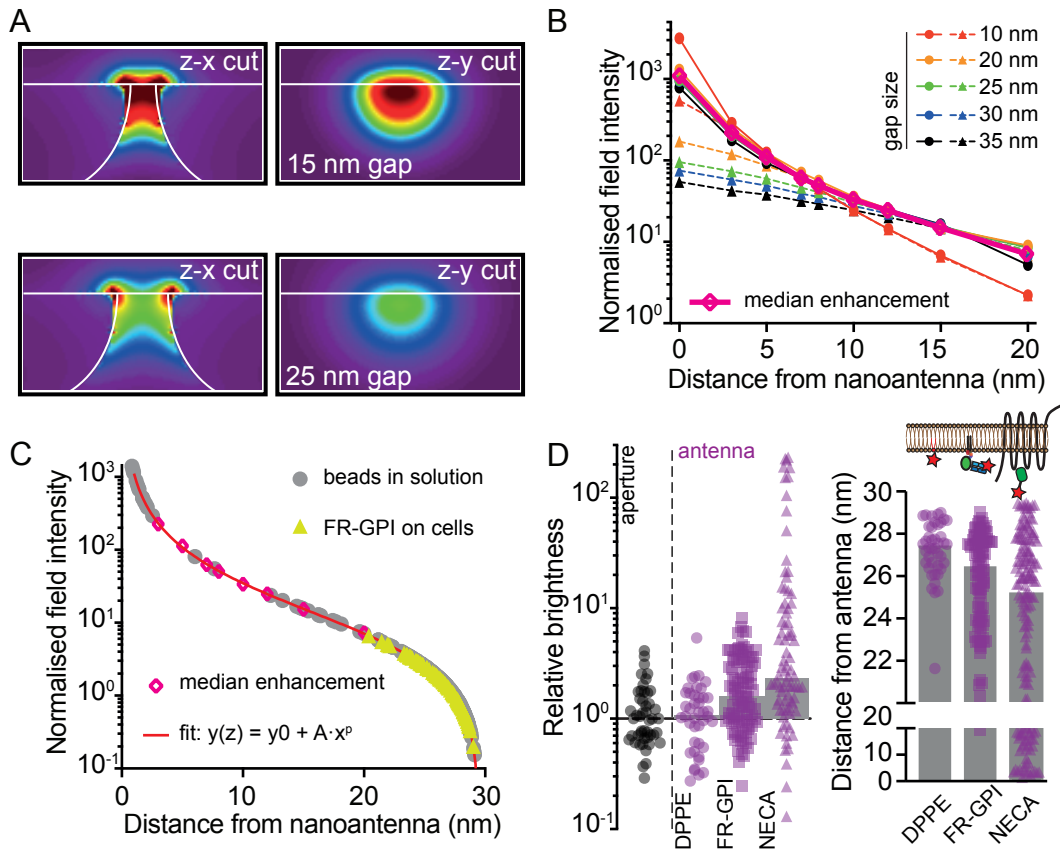 A
z-x cut
z-y cut
15 nm gap
z-x cut
z-y cut
25 nm gap
B
Normalised field intensity
10³
10²
10¹
10⁰
0 5 10 15 20
Distance from nanoantenna (nm)
gap size
10 nm
20 nm
25 nm
30 nm
35 nm
median enhancement
C
Normalised field intensity
10³
10²
10¹
10⁰
10⁻¹
0 10 20 30
Distance from nanoantenna (nm)
beads in solution
FR-GPI on cells
median enhancement
fit: y(z) = y0 + A·xᵖ
D
Relative brightness
10²
10¹
10⁰
10⁻¹
aperture
antenna
DPPE
FR-GPI
NECA
Distance from antenna (nm)
30
28
26
24
22
20
20
0
DPPE
FR-GPI
NECA